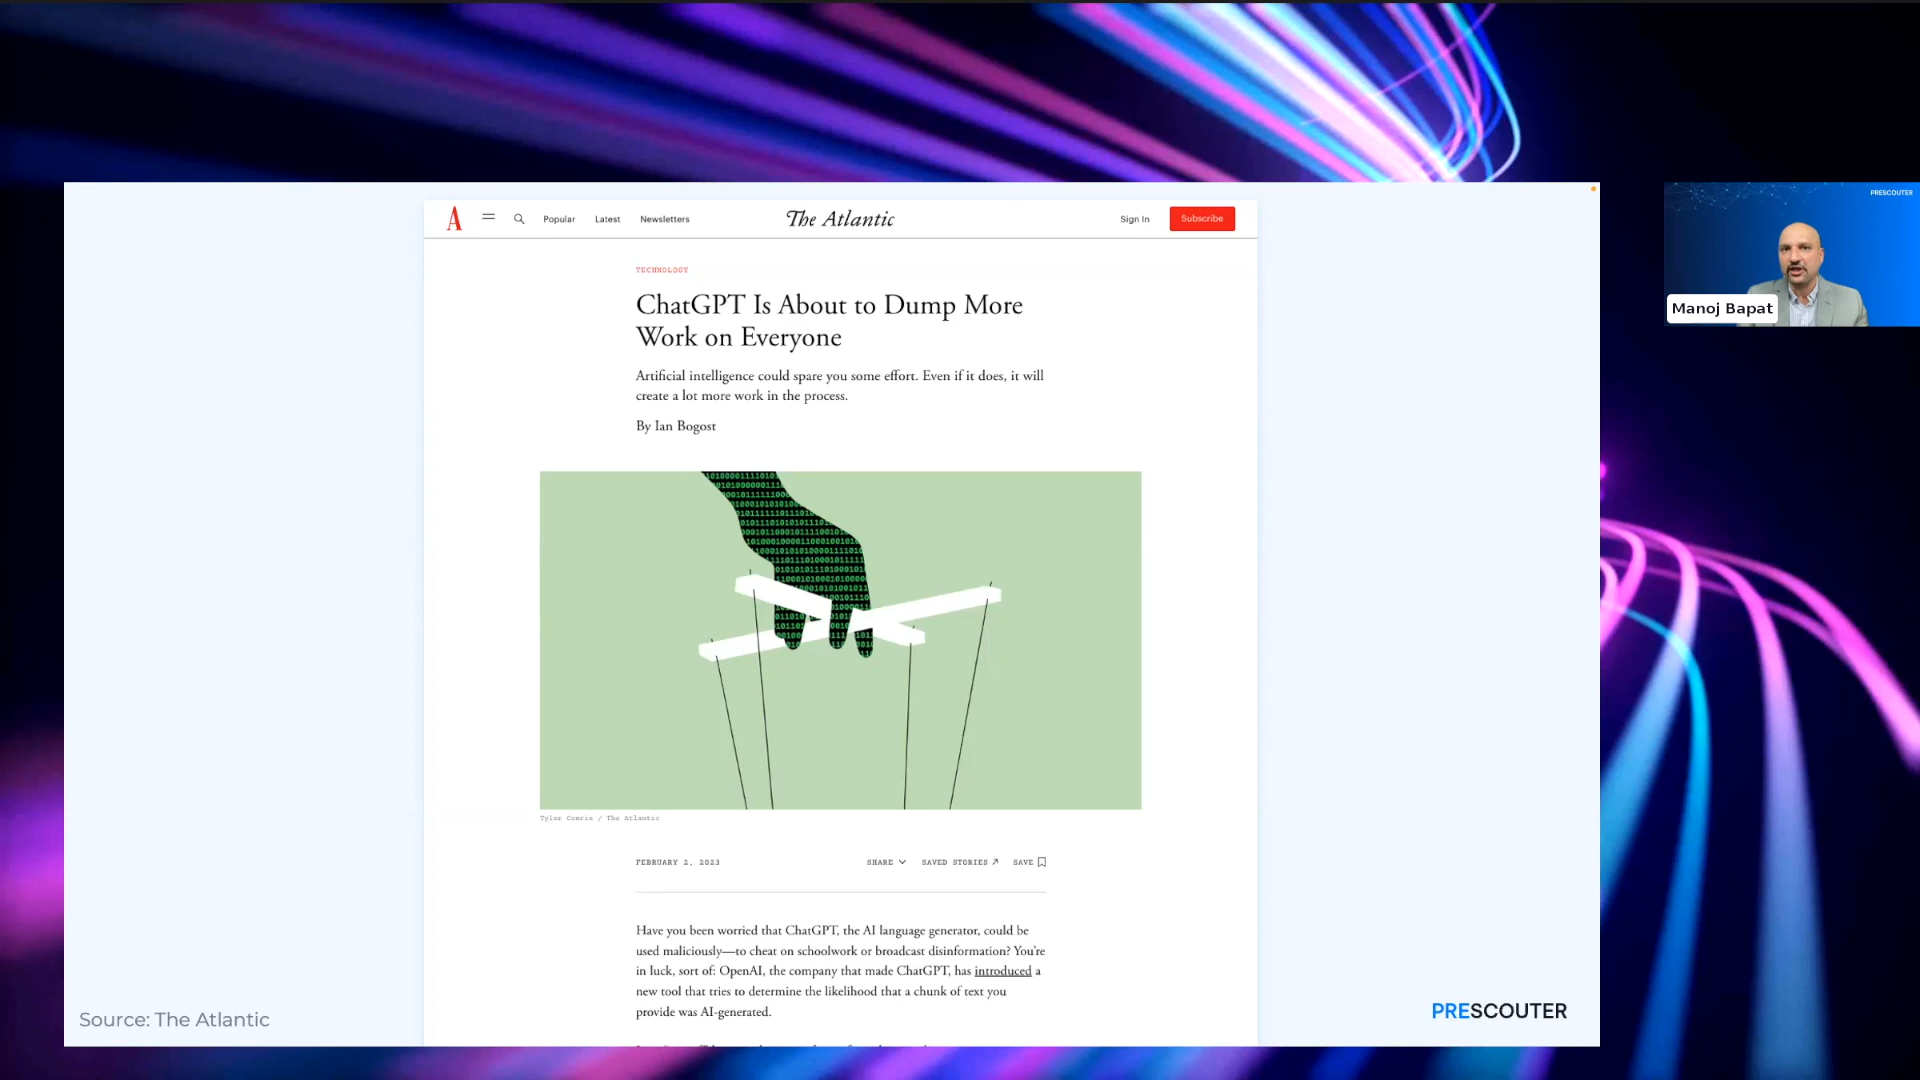 A
Popular
Latest
Newsletters
The Atlantic
Sign In
Subscribe
PRESCOUTER
Manoj Bapat
TECHNOLOGY
ChatGPT Is About to Dump More
Work on Everyone
Artificial intelligence could spare you some effort. Even if it does, it will
create a lot more work in the process.
By Ian Bogost
Tyler Comrie / The Atlantic
FEBRUARY 2, 2023
SHARE
SAVED STORIES
SAVE
Have you been worried that ChatGPT, the AI language generator, could be
used maliciously—to cheat on schoolwork or broadcast disinformation? You’re
in luck, sort of: OpenAI, the company that made ChatGPT, has introduced a
new tool that tries to determine the likelihood that a chunk of text you
provide was AI-generated.
Source: The Atlantic
PRESCOUTER